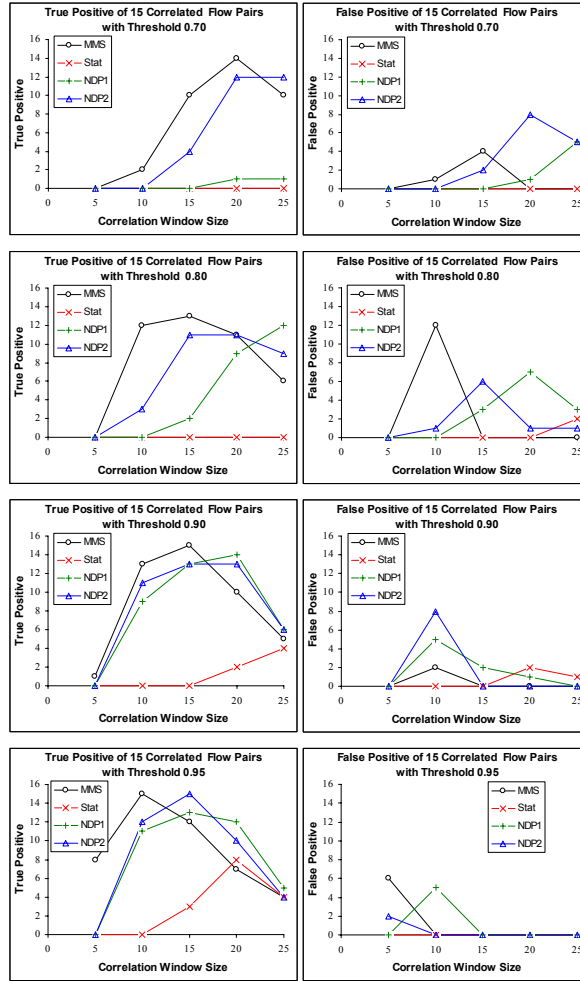 True Positive of 15 Correlated Flow Pairs
with Threshold 0.70
True Positive
16
14
12
10
8
6
4
2
0
MMS
Stat
NDP1
NDP2
0 5 10 15 20 25
Correlation Window Size
False Positive of 15 Correlated Flow Pairs
with Threshold 0.70
False Positive
16
14
12
10
8
6
4
2
0
MMS
Stat
NDP1
NDP2
0 5 10 15 20 25
Correlation Window Size
True Positive of 15 Correlated Flow Pairs
with Threshold 0.80
True Positive
16
14
12
10
8
6
4
2
0
MMS
Stat
NDP1
NDP2
0 5 10 15 20 25
Correlation Window Size
False Positive of 15 Correlated Flow Pairs
with Threshold 0.80
False Positive
16
14
12
10
8
6
4
2
0
MMS
Stat
NDP1
NDP2
0 5 10 15 20 25
Correlation Window Size
True Positive of 15 Correlated Flow Pairs
with Threshold 0.90
True Positive
16
14
12
10
8
6
4
2
0
MMS
Stat
NDP1
NDP2
0 5 10 15 20 25
Correlation Window Size
False Positive of 15 Correlated Flow Pairs
with Threshold 0.90
False Positive
16
14
12
10
8
6
4
2
0
MMS
Stat
NDP1
NDP2
0 5 10 15 20 25
Correlation Window Size
True Positive of 15 Correlated Flow Pairs
with Threshold 0.95
True Positive
16
14
12
10
8
6
4
2
0
MMS
Stat
NDP1
NDP2
0 5 10 15 20 25
Correlation Window Size
False Positive of 15 Correlated Flow Pairs
with Threshold 0.95
False Positive
16
14
12
10
8
6
4
2
0
MMS
Stat
NDP1
NDP2
0 5 10 15 20 25
Correlation Window Size